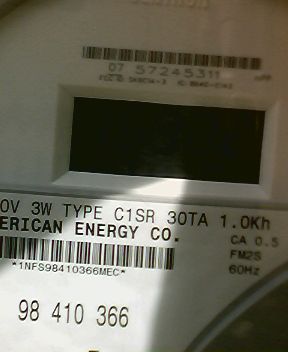 07 57245311
0V 3W TYPE C1SR 30TA 1.0Kh
ERICAN ENERGY CO.
CA 0.5
*1NFS98410366MEC*
FM2S
60Hz
98 410 366